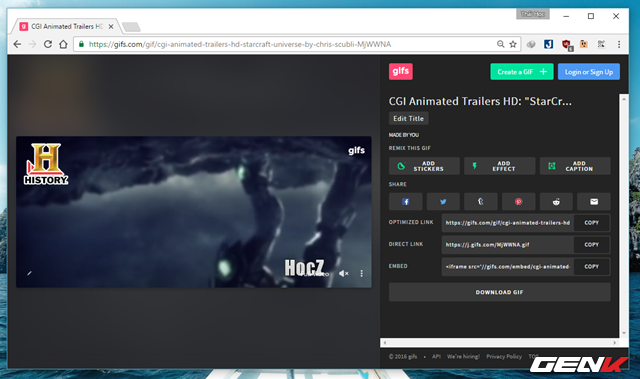 CGI Animated Trailers HD
https://gifs.com/gif/cgi-animated-trailers-hd-starcraft-universe-by-chris-scubli-MjWWNA
gifs
Create a GIF +
Login or Sign Up
CGI Animated Trailers HD: "StarCr...
Edit Title
MADE BY YOU
REMIX THIS GIF
ADD STICKERS
ADD EFFECT
ADD CAPTION
SHARE
OPTIMIZED LINK https://gifs.com/gif/cgi-animated-trailers-hd COPY
DIRECT LINK https://j.gifs.com/MjWWNA.gif COPY
EMBED <iframe src='//gifs.com/embed/cgi-animated- COPY
DOWNLOAD GIF
© 2016 gifs • API We're hiring! Privacy Policy TOS
H
HISTORY
gifs
HocZ
GENK